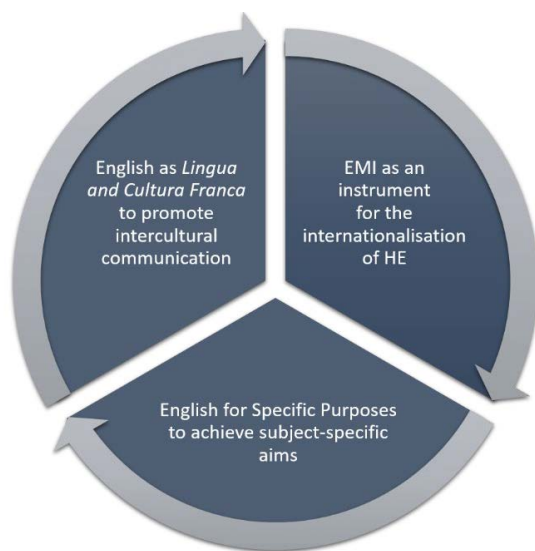 English as Lingua
and Cultura Franca
to promote
intercultural
communication
EMI as an
instrument
for the
internationalisation
of HE
English for Specific Purposes
to achieve subject-specific
aims